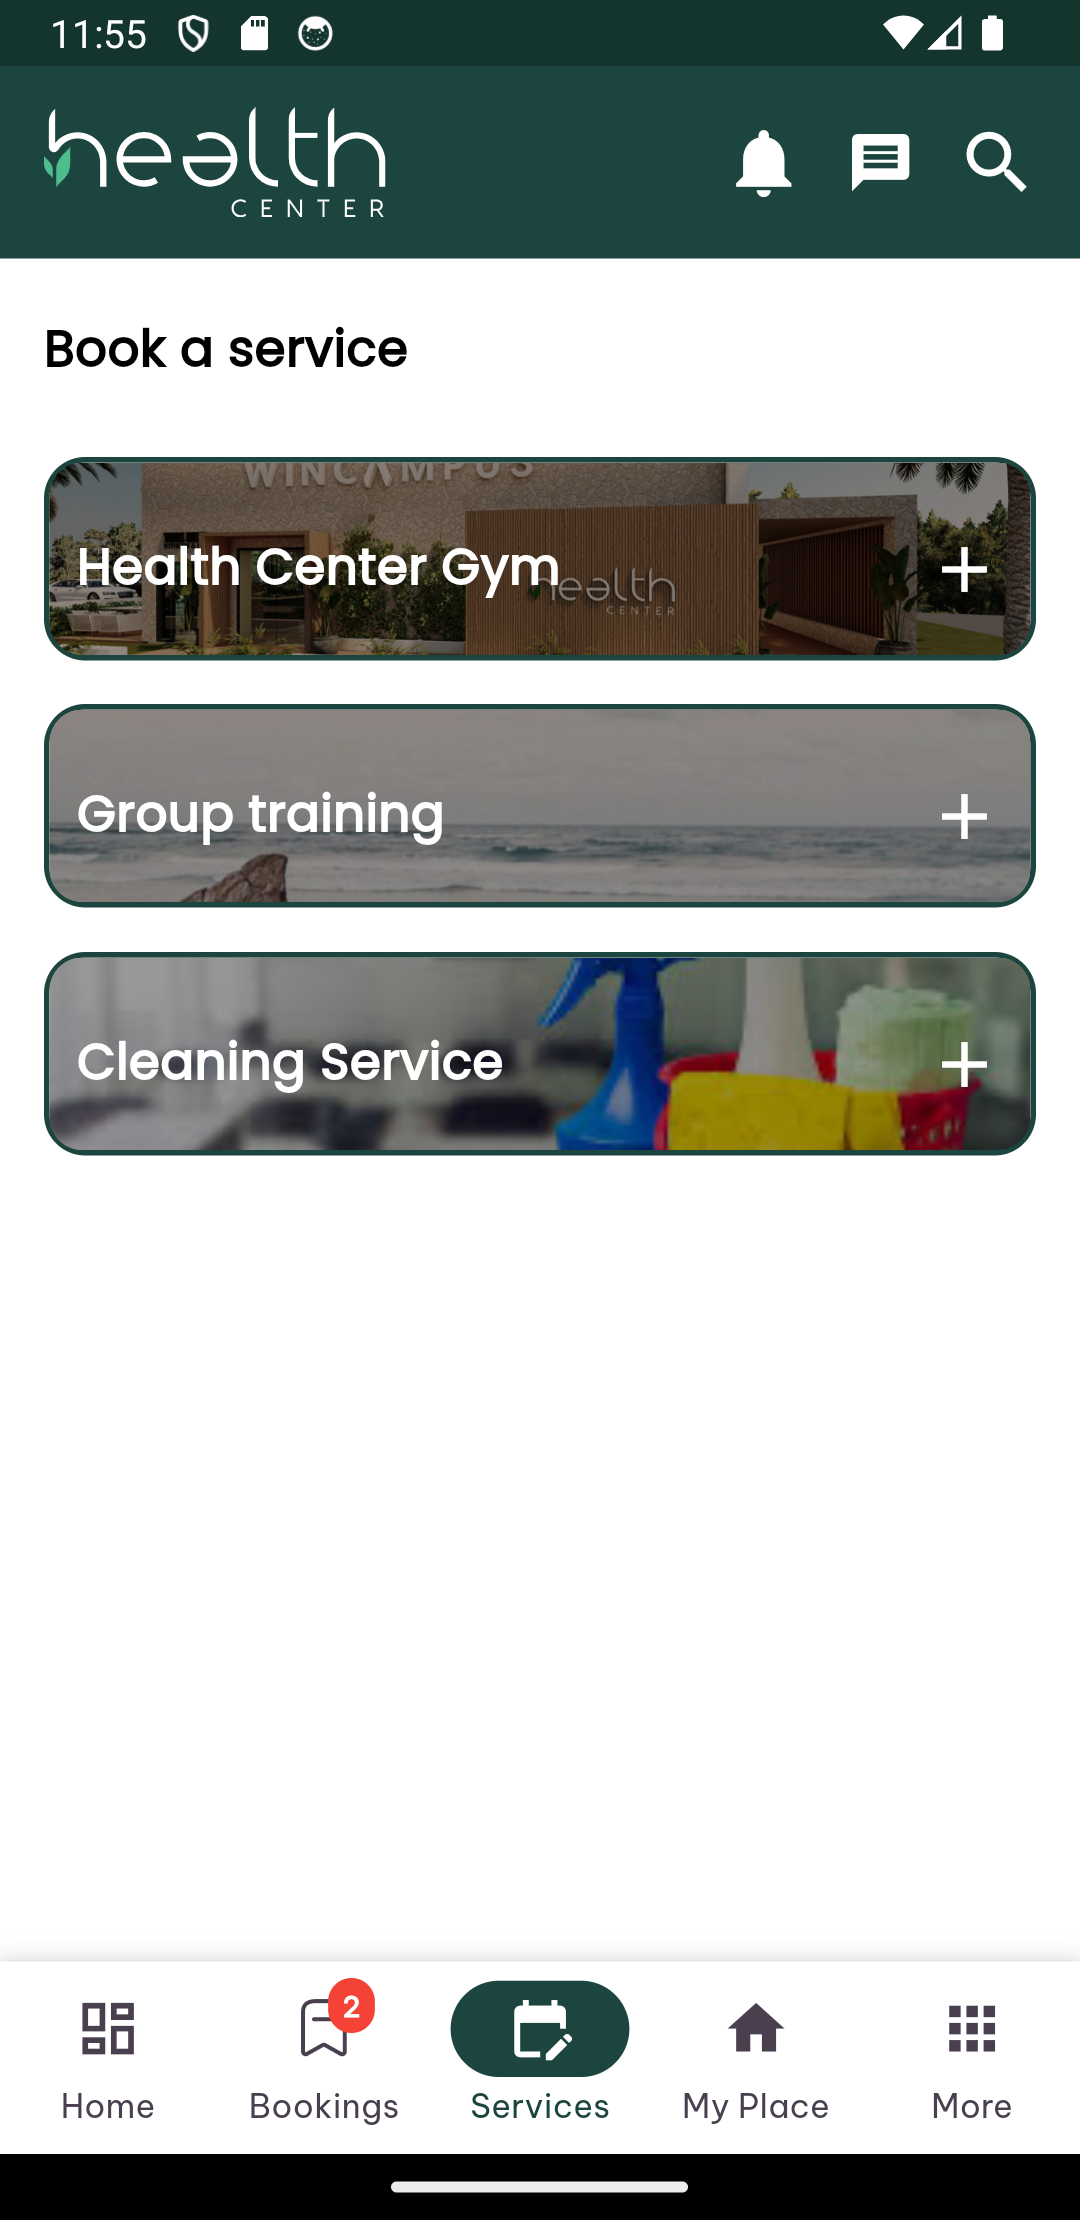 11:55
health
CENTER
Book a service
WINCAMPUS
Health Center Gym
health
CENTER
Group training
Cleaning Service
2
Home
Bookings
Services
My Place
More